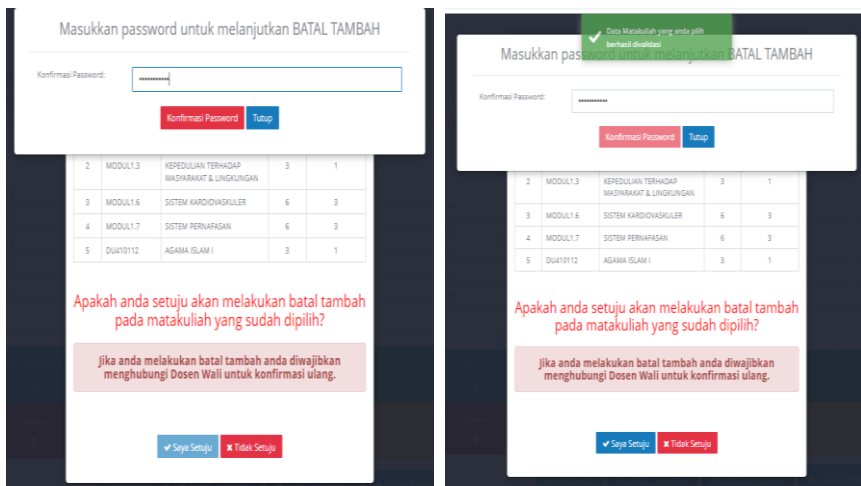 Masukkan password untuk melanjutkan BATAL TAMBAH
Konfirmasi Password:
Konfirmasi Password Tutup
2 MODUL1.3 KEPEDULIAN TERHADAP 3 1
MASYARAKAT & LINGKUNGAN
3 MODUL1.6 SISTEM KARDIOVASKULER 6 3
4 MODUL1.7 SISTEM PERNAFASAN 6 3
5 DU410112 AGAMA ISLAM I 3 1
Apakah anda setuju akan melakukan batal tambah
pada matakuliah yang sudah dipilih?
Jika anda melakukan batal tambah anda diwajibkan
menghubungi Dosen Wali untuk konfirmasi ulang.
Saya Setuju Tidak Setuju
Data Matakuliah yang anda pilih
berhasil divalidasi
Masukkan password untuk melanjutkan BATAL TAMBAH
Konfirmasi Password:
Konfirmasi Password Tutup
2 MODUL1.3 KEPEDULIAN TERHADAP 3 1
MASYARAKAT & LINGKUNGAN
3 MODUL1.6 SISTEM KARDIOVASKULER 6 3
4 MODUL1.7 SISTEM PERNAFASAN 6 3
5 DU410112 AGAMA ISLAM I 3 1
Apakah anda setuju akan melakukan batal tambah
pada matakuliah yang sudah dipilih?
Jika anda melakukan batal tambah anda diwajibkan
menghubungi Dosen Wali untuk konfirmasi ulang.
Saya Setuju Tidak Setuju